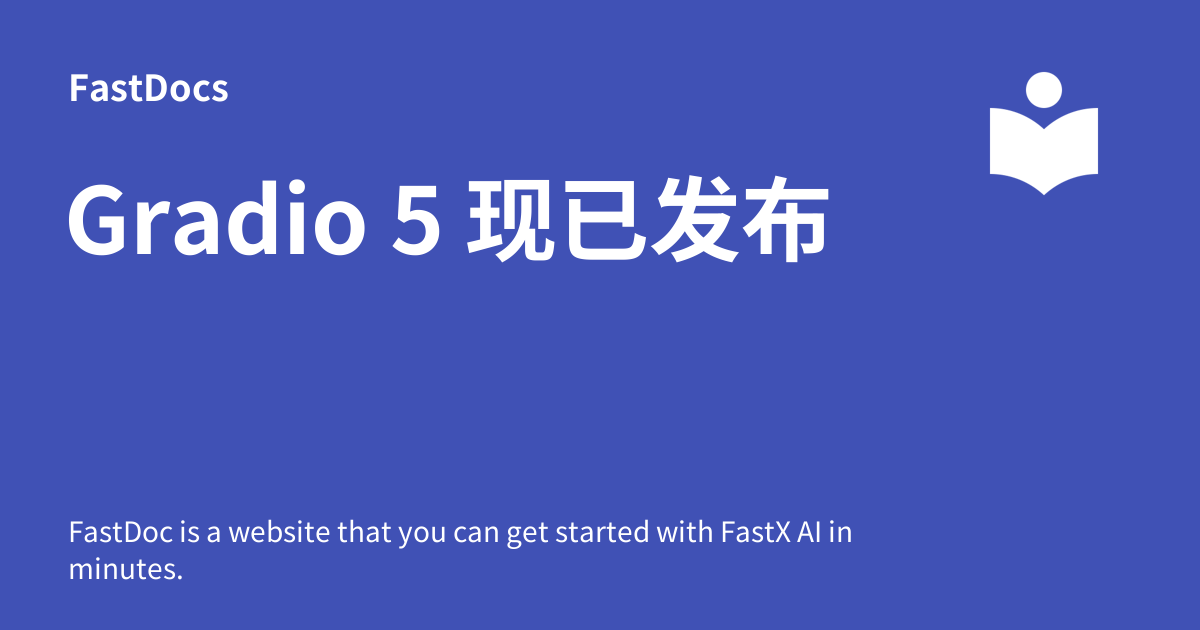 FastDocs
Gradio 5 现已发布
FastDoc is a website that you can get started with FastX AI in
minutes.